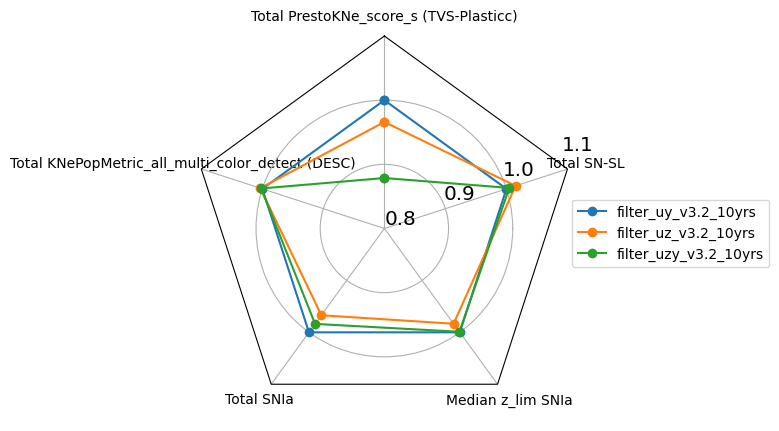 Total PrestoKNe_score_s (TVS-Plasticc)
1.1
Total KNePopMetric_all_multi_color_detect (DESC)
Total SN-SL
1.0
0.9
0.8
filter_uy_v3.2_10yrs
filter_uz_v3.2_10yrs
filter_uzy_v3.2_10yrs
Total SNIa
Median z_lim SNIa